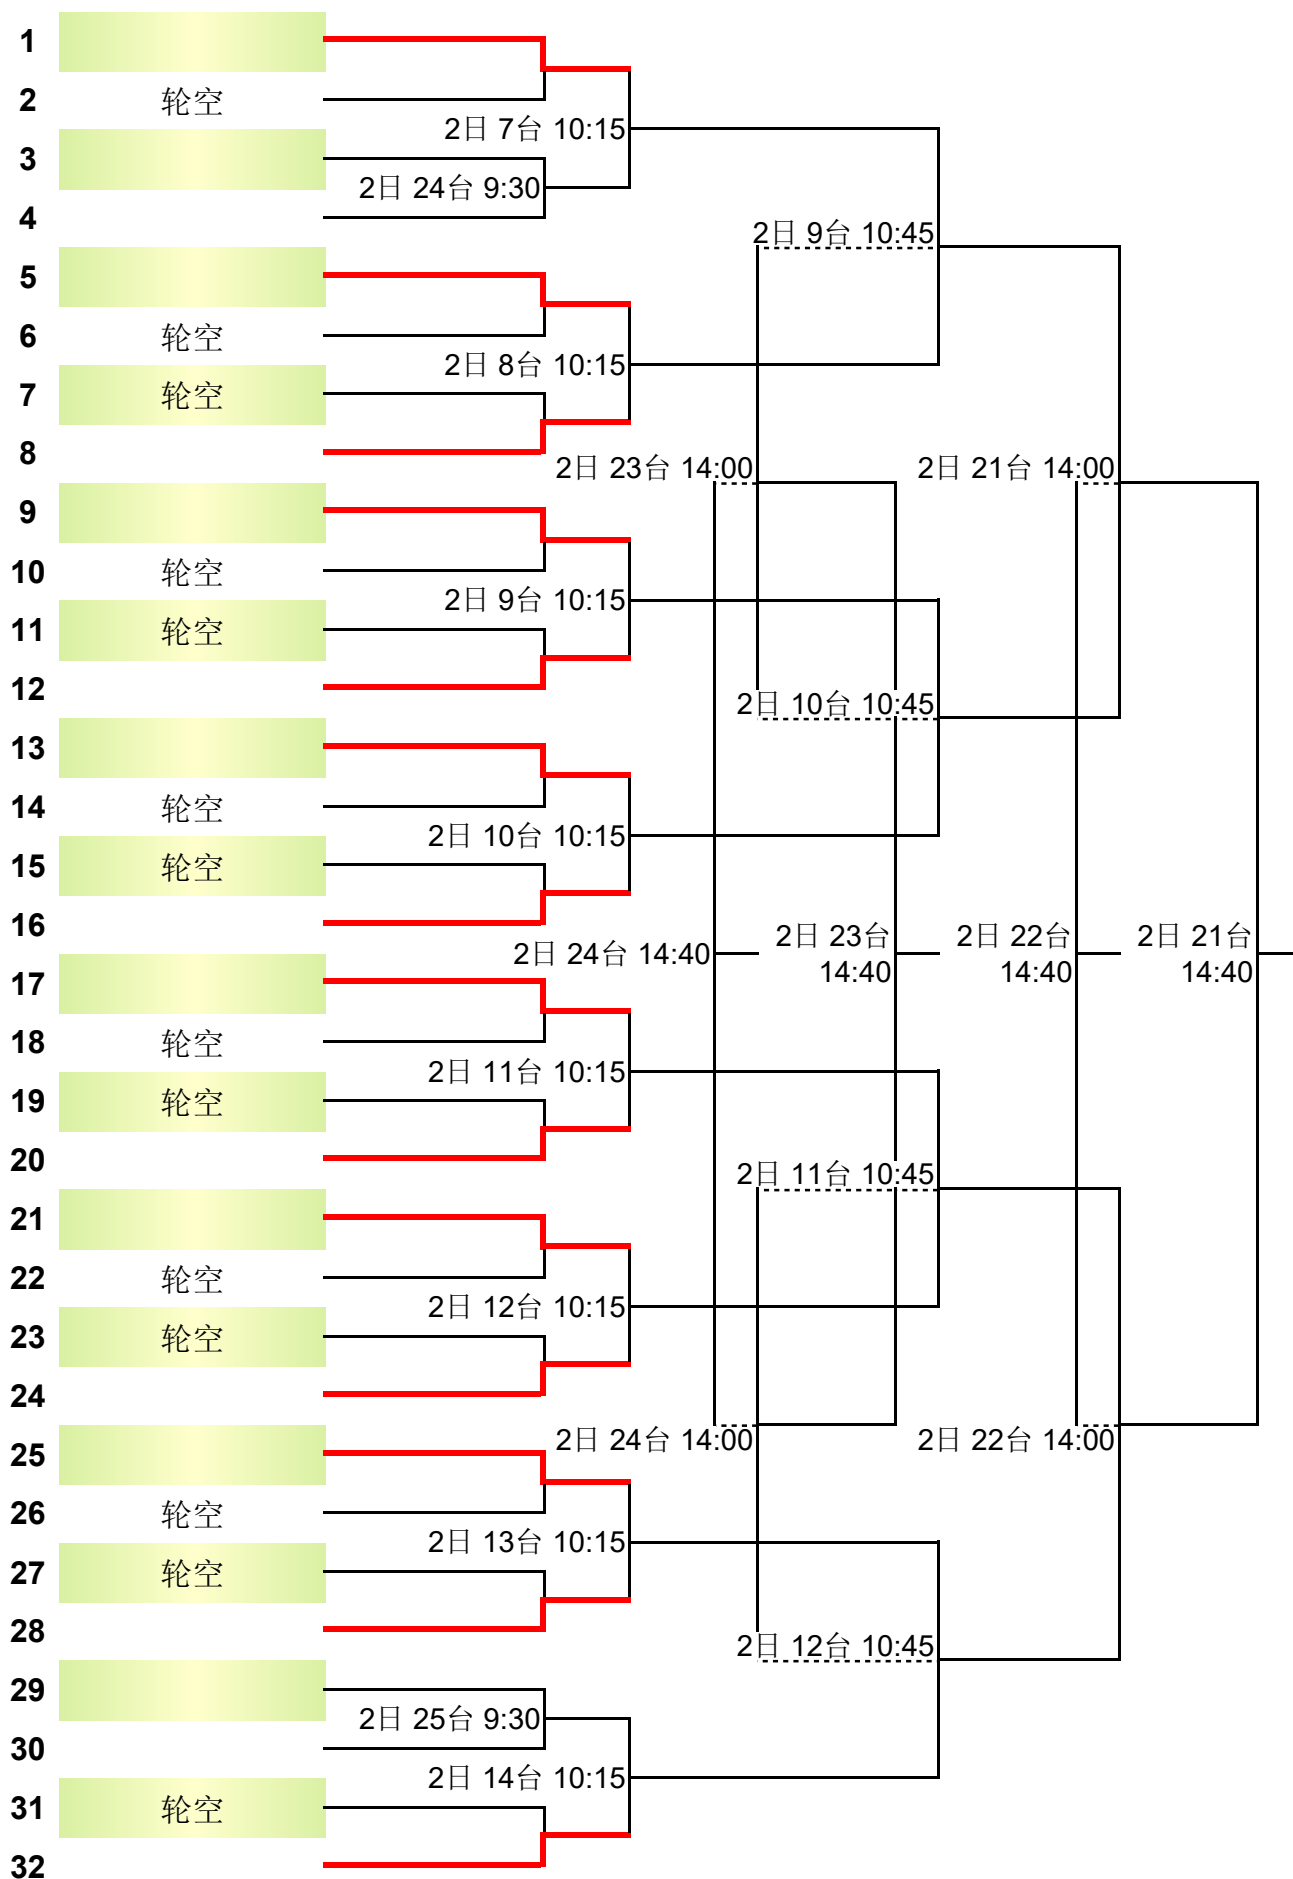 1
2 轮空
2日 7台 10:15
3
2日 24台 9:30
4
2日 9台 10:45
5
6 轮空
2日 8台 10:15
7 轮空
8
2日 23台 14:00
2日 21台 14:00
9
10 轮空
2日 9台 10:15
11 轮空
12
2日 10台 10:45
13
14 轮空
2日 10台 10:15
15 轮空
16
2日 24台 14:40
2日 23台
14:40
2日 22台
14:40
2日 21台
14:40
17
18 轮空
2日 11台 10:15
19 轮空
20
2日 11台 10:45
21
22 轮空
2日 12台 10:15
23 轮空
24
2日 24台 14:00
2日 22台 14:00
25
26 轮空
2日 13台 10:15
27 轮空
28
2日 12台 10:45
29
2日 25台 9:30
30
2日 14台 10:15
31 轮空
32